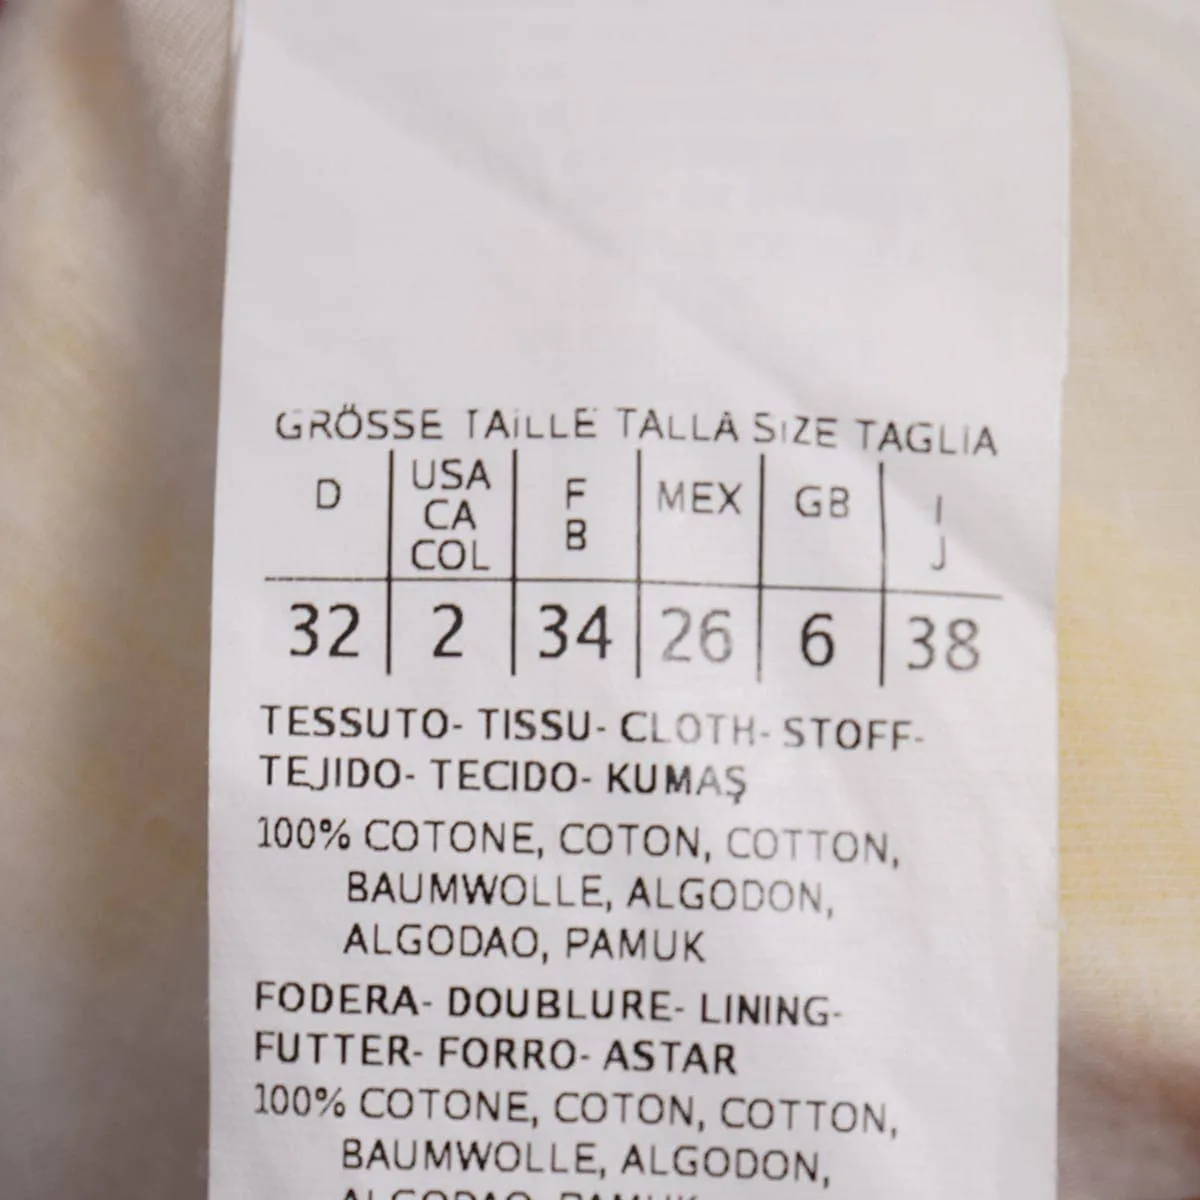 GRÖSSE TAILLE TALLA SIZE TAGLIA
D USA CA COL F B MEX GB I J
32 2 34 26 6 38
TESSUTO- TISSU- CLOTH- STOFF-
TEJIDO- TECIDO- KUMAŞ
100% COTONE, COTON, COTTON,
BAUMWOLLE, ALGODON,
ALGODAO, PAMUK
FODERA- DOUBLURE- LINING-
FUTTER- FORRO- ASTAR
100% COTONE, COTON, COTTON,
BAUMWOLLE, ALGODON,